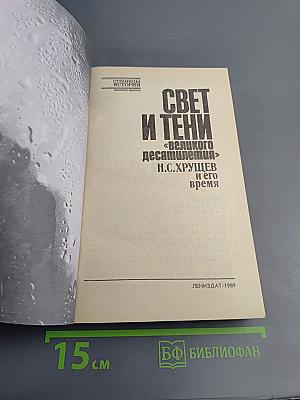 СТРАНИЦЫ
ИСТОРИИ
СВЕТ
И ТЕНИ
«великого
десятилетия»
Н.С.ХРУЩЕВ
и его
время
ЛЕНИЗДАТ·1989
15 см
БФ БИБЛИОФАН